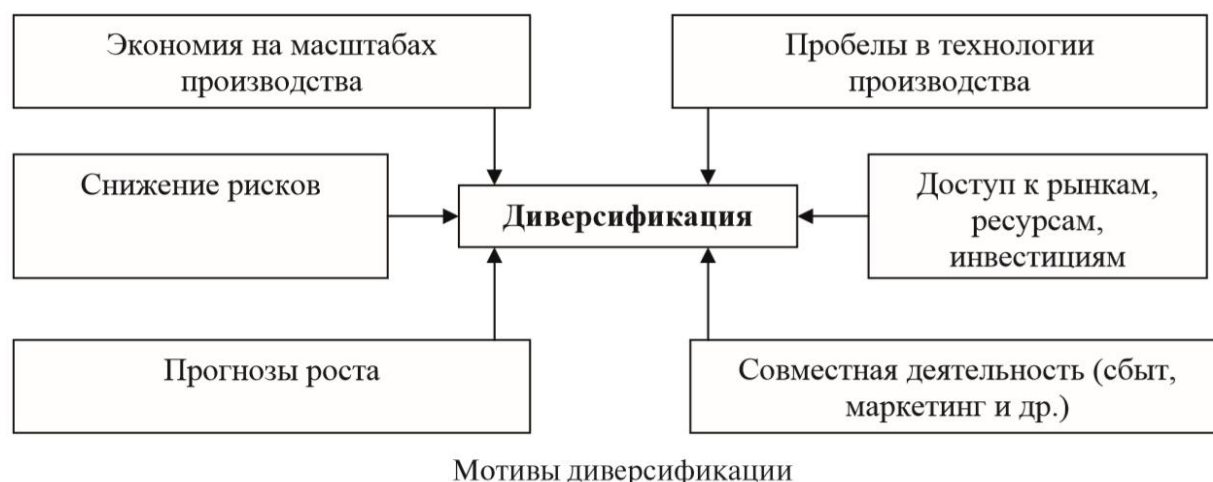 Экономия на масштабах
производства
Пробелы в технологии
производства
Снижение рисков
Диверсификация
Доступ к рынкам,
ресурсам,
инвестициям
Прогнозы роста
Совместная деятельность (сбыт,
маркетинг и др.)
Мотивы диверсификации